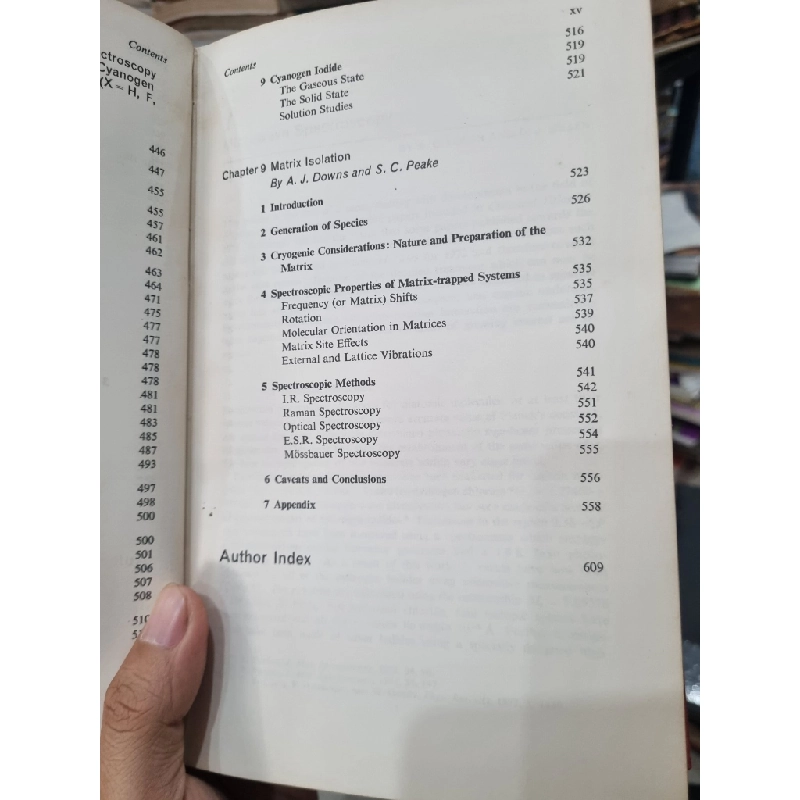 Contents
ctroscopy
Cyanogen
(X = H, F,
446
447
455
455
457
461
462
463
464
471
475
477
477
478
478
478
481
481
483
485
487
493
497
498
500
500
501
506
507
508
510
xv
Contents
9 Cyanogen Iodide 516
The Gaseous State 519
The Solid State 519
Solution Studies 521
Chapter 9 Matrix Isolation
By A. J. Downs and S. C. Peake
1 Introduction 523
2 Generation of Species 526
3 Cryogenic Considerations: Nature and Preparation of the
Matrix 532
4 Spectroscopic Properties of Matrix-trapped Systems 535
Frequency (or Matrix) Shifts 535
Rotation 537
Molecular Orientation in Matrices 539
Matrix Site Effects 540
External and Lattice Vibrations 540
5 Spectroscopic Methods 541
I.R. Spectroscopy 542
Raman Spectroscopy 551
Optical Spectroscopy 552
E.S.R. Spectroscopy 554
Mössbauer Spectroscopy 555
6 Caveats and Conclusions 556
7 Appendix 558
Author Index 609